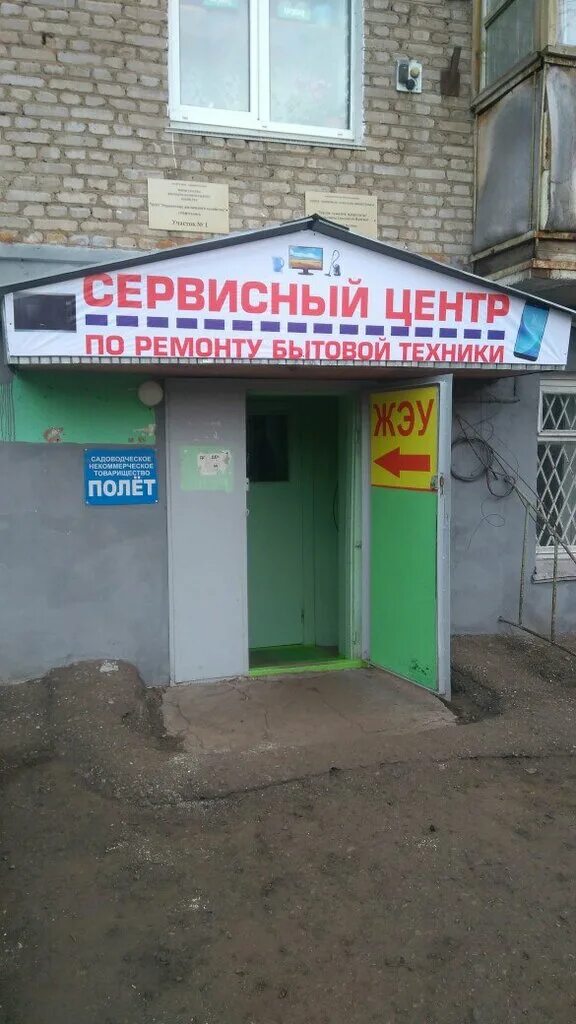 Участок № 1
СЕРВИСНЫЙ ЦЕНТР
ПО РЕМОНТУ БЫТОВОЙ ТЕХНИКИ
ЖЭУ
САДОВОДЧЕСКОЕ
НЕКОММЕРЧЕСКОЕ
ТОВАРИЩЕСТВО
ПОЛЁТ